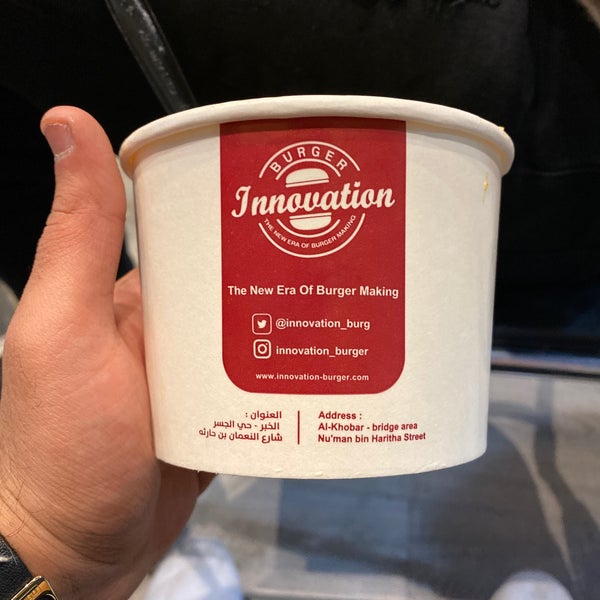 BURGER
Innovation
THE NEW ERA OF BURGER MAKING
The New Era Of Burger Making
@innovation_burg
innovation_burger
www.innovation-burger.com
العنوان :
الخبر - حي الجسر
شارع النعمان بن حارثه
Address :
Al-Khobar - bridge area
Nu'man bin Haritha Street